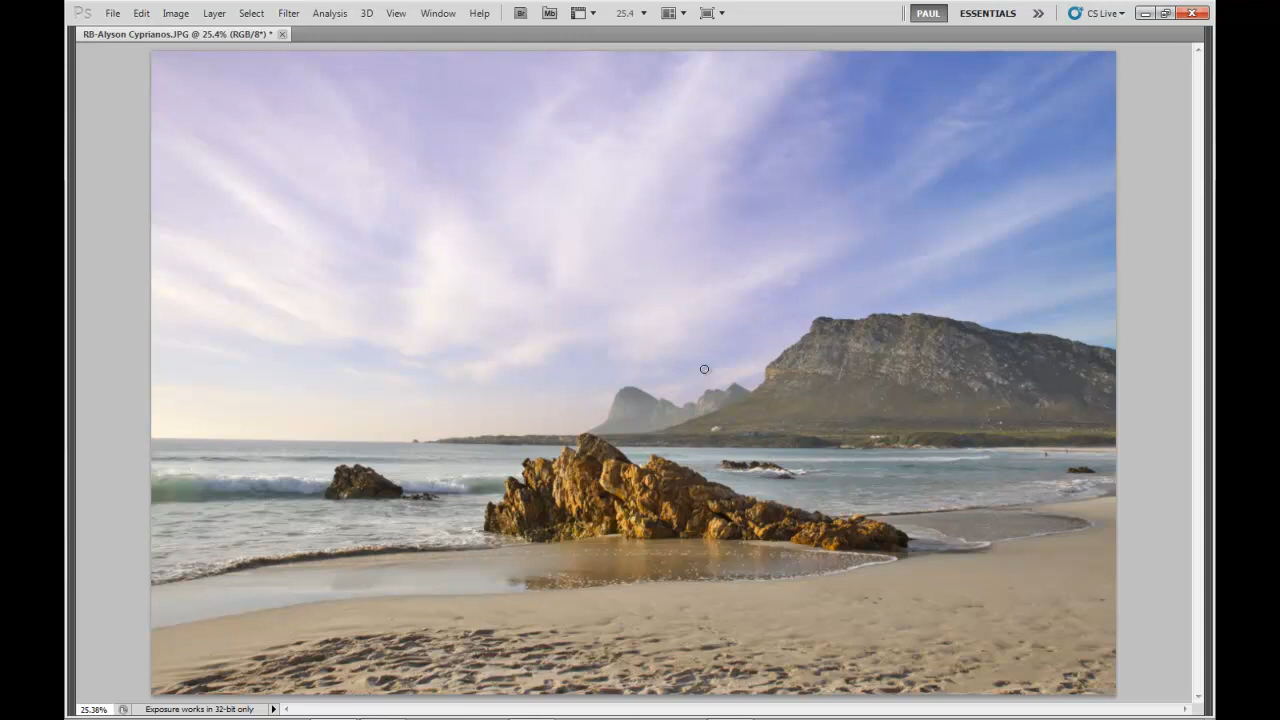 Ps File Edit Image Layer Select Filter Analysis 3D View Window Help Br Mb 25.4 PAUL ESSENTIALS CS Live
RB-Alyson Cyprianos.JPG @ 25.4% (RGB/8*) *
25.38% Exposure works in 32-bit only